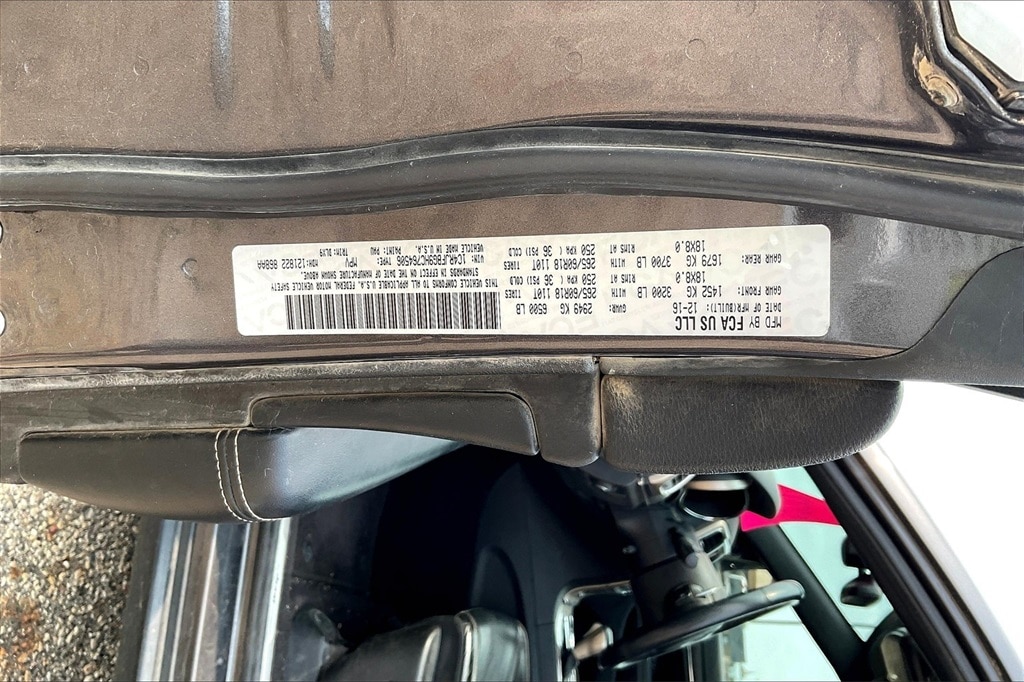 MFD BY FCA US LLC
DATE OF MFR(BUILT): 12-16 GVWR: 2949 KG 6500 LB
GAWR FRONT: 1452 KG 3200 LB WITH 265/60R18 110T TIRES
18X8.0 RIMS AT 250 KPA ( 36 PSI) COLD
GAWR REAR: 1679 KG 3700 LB WITH 265/60R18 110T TIRES
18X8.0 RIMS AT 250 KPA ( 36 PSI) COLD
THIS VEHICLE CONFORMS TO ALL APPLICABLE FEDERAL MOTOR VEHICLE SAFETY
STANDARDS IN EFFECT ON THE DATE OF MANUFACTURE SHOWN ABOVE.
VIN: 1C4RJFBG9HC764506 TYPE: MPV MDH:121922 868AA
VEHICLE MADE IN U.S.A. PAINT: PAU TRIM: DLX9